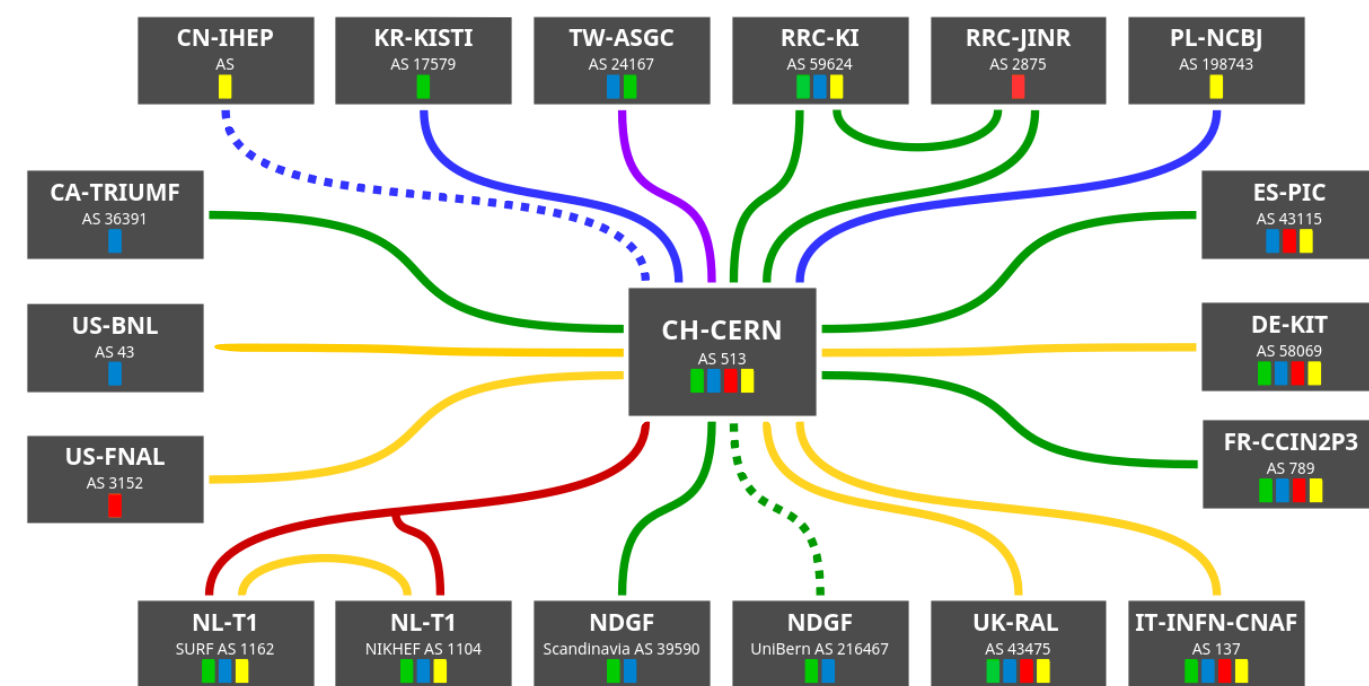 CN-IHEP
AS
KR-KISTI
AS 17579
TW-ASGC
AS 24167
RRC-KI
AS 59624
RRC-JINR
AS 2875
PL-NCBJ
AS 198743
CA-TRIUMF
AS 36391
ES-PIC
AS 43115
US-BNL
AS 43
CH-CERN
AS 513
DE-KIT
AS 58069
US-FNAL
AS 3152
FR-CCIN2P3
AS 789
NL-T1
SURF AS 1162
NL-T1
NIKHEF AS 1104
NDGF
Scandinavia AS 39590
NDGF
UniBern AS 216467
UK-RAL
AS 43475
IT-INFN-CNAF
AS 137